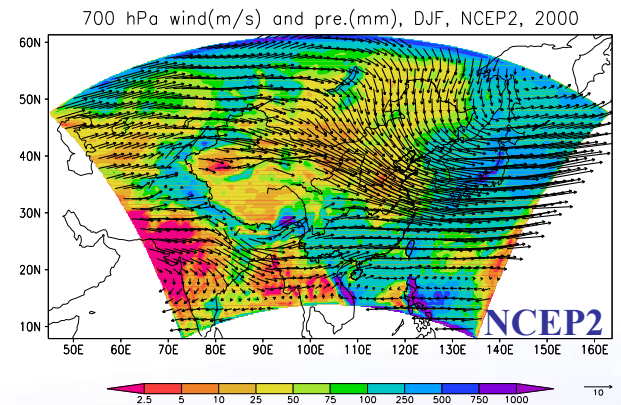 700 hPa wind(m/s) and pre.(mm), DJF, NCEP2, 2000
60N
50N
40N
30N
20N
10N
NCEP2
50E 60E 70E 80E 90E 100E 110E 120E 130E 140E 150E 160E
2.5 5 10 25 50 75 100 250 500 750 1000
10